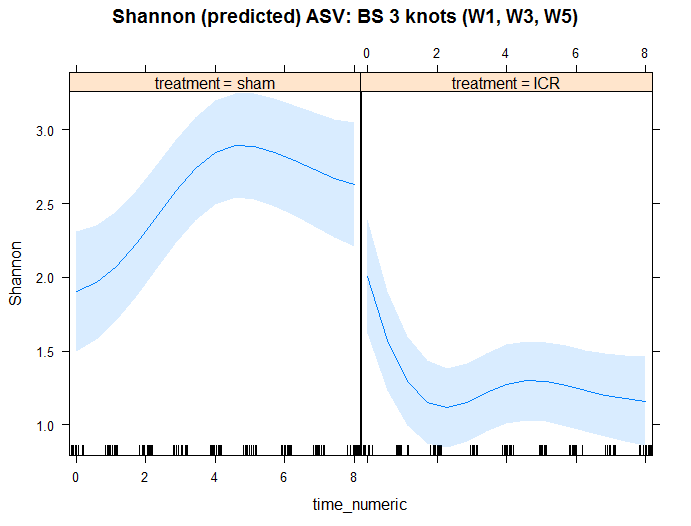 Shannon (predicted) ASV: BS 3 knots (W1, W3, W5)
0 2 4 6 8
treatment = sham treatment = ICR
3.0
2.5
2.0
1.5
1.0
Shannon
0 2 4 6 8
time_numeric